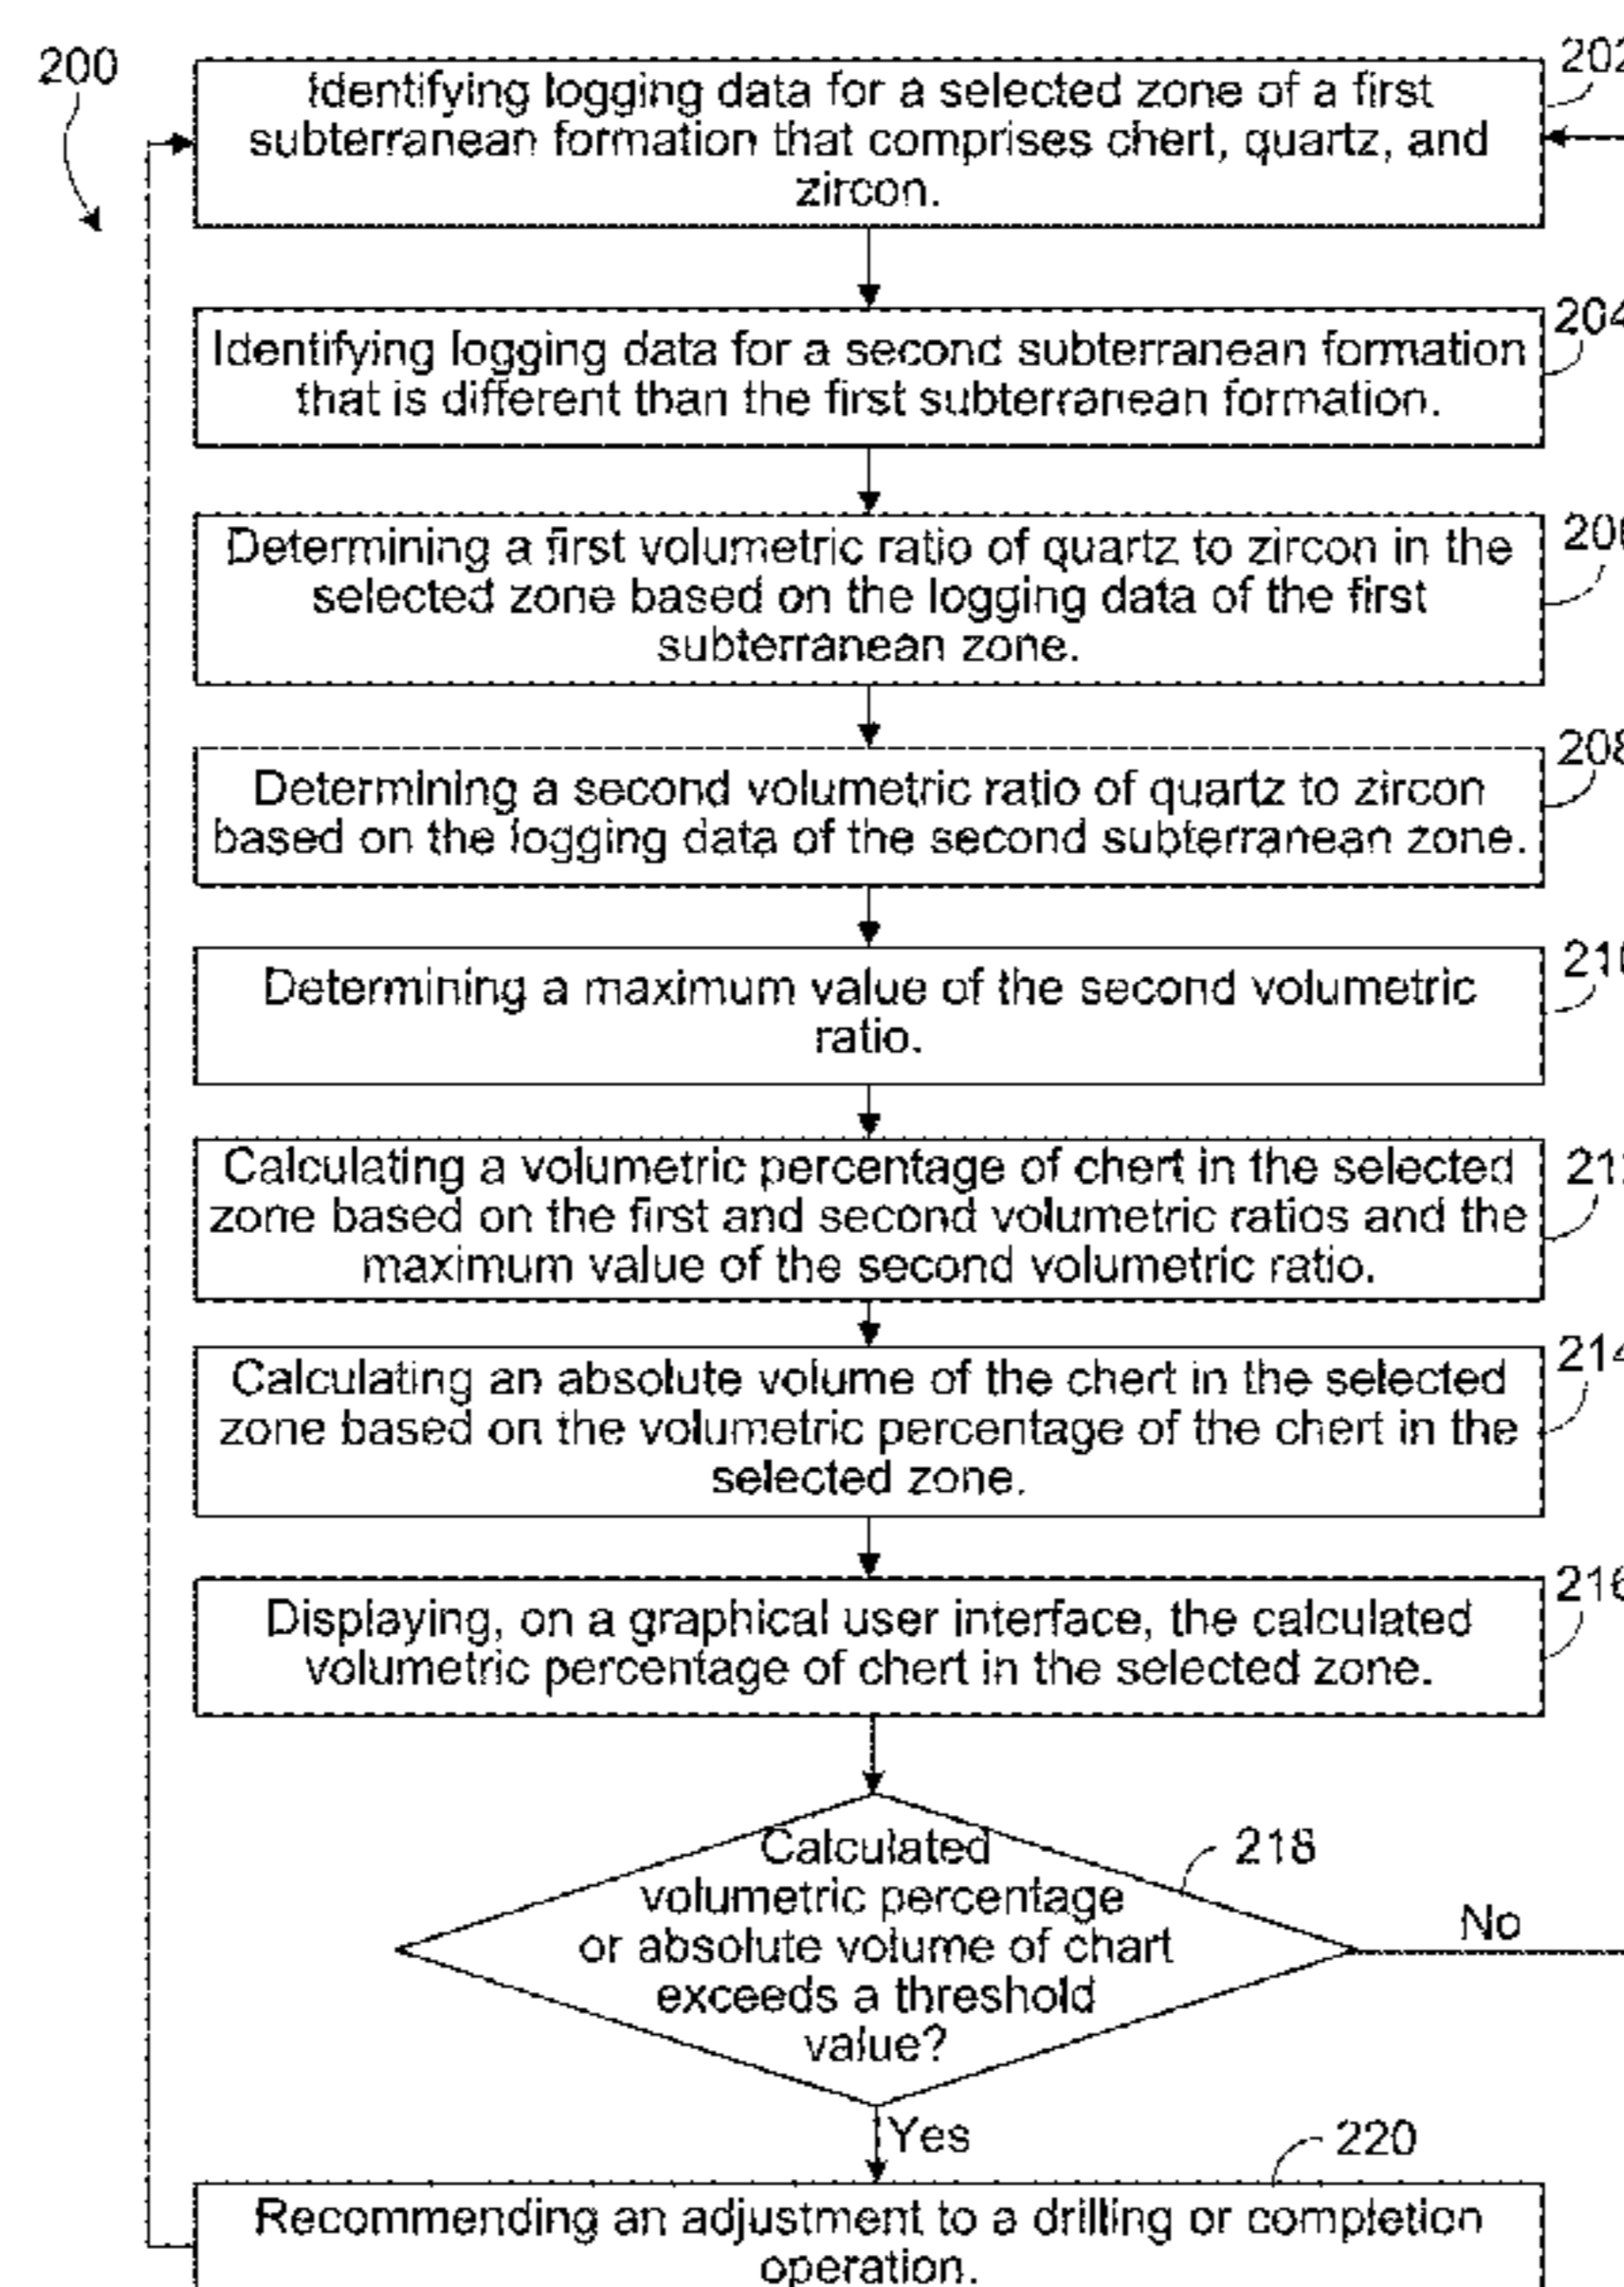 200
202
Identifying logging data for a selected zone of a first
subterranean formation that comprises chert, quartz, and
zircon.
204
Identifying logging data for a second subterranean formation
that is different than the first subterranean formation.
Determining a first volumetric ratio of quartz to zircon in the
selected zone based on the logging data of the first
subterranean zone.
208
Determining a second volumetric ratio of quartz to zircon
based on the logging data of the second subterranean zone.
210
Determining a maximum value of the second volumetric
ratio.
Calculating a volumetric percentage of chert in the selected
zone based on the first and second volumetric ratios and the
maximum value of the second volumetric ratio.
214
Calculating an absolute volume of the chert in the selected
zone based on the volumetric percentage of the chert in the
selected zone.
216
Displaying, on a graphical user interface, the calculated
volumetric percentage of chert in the selected zone.
Calculated
volumetric percentage
or absolute volume of chart
exceeds a threshold
value?
218
No
Yes
220
Recommending an adjustment to a drilling or completion
operation.